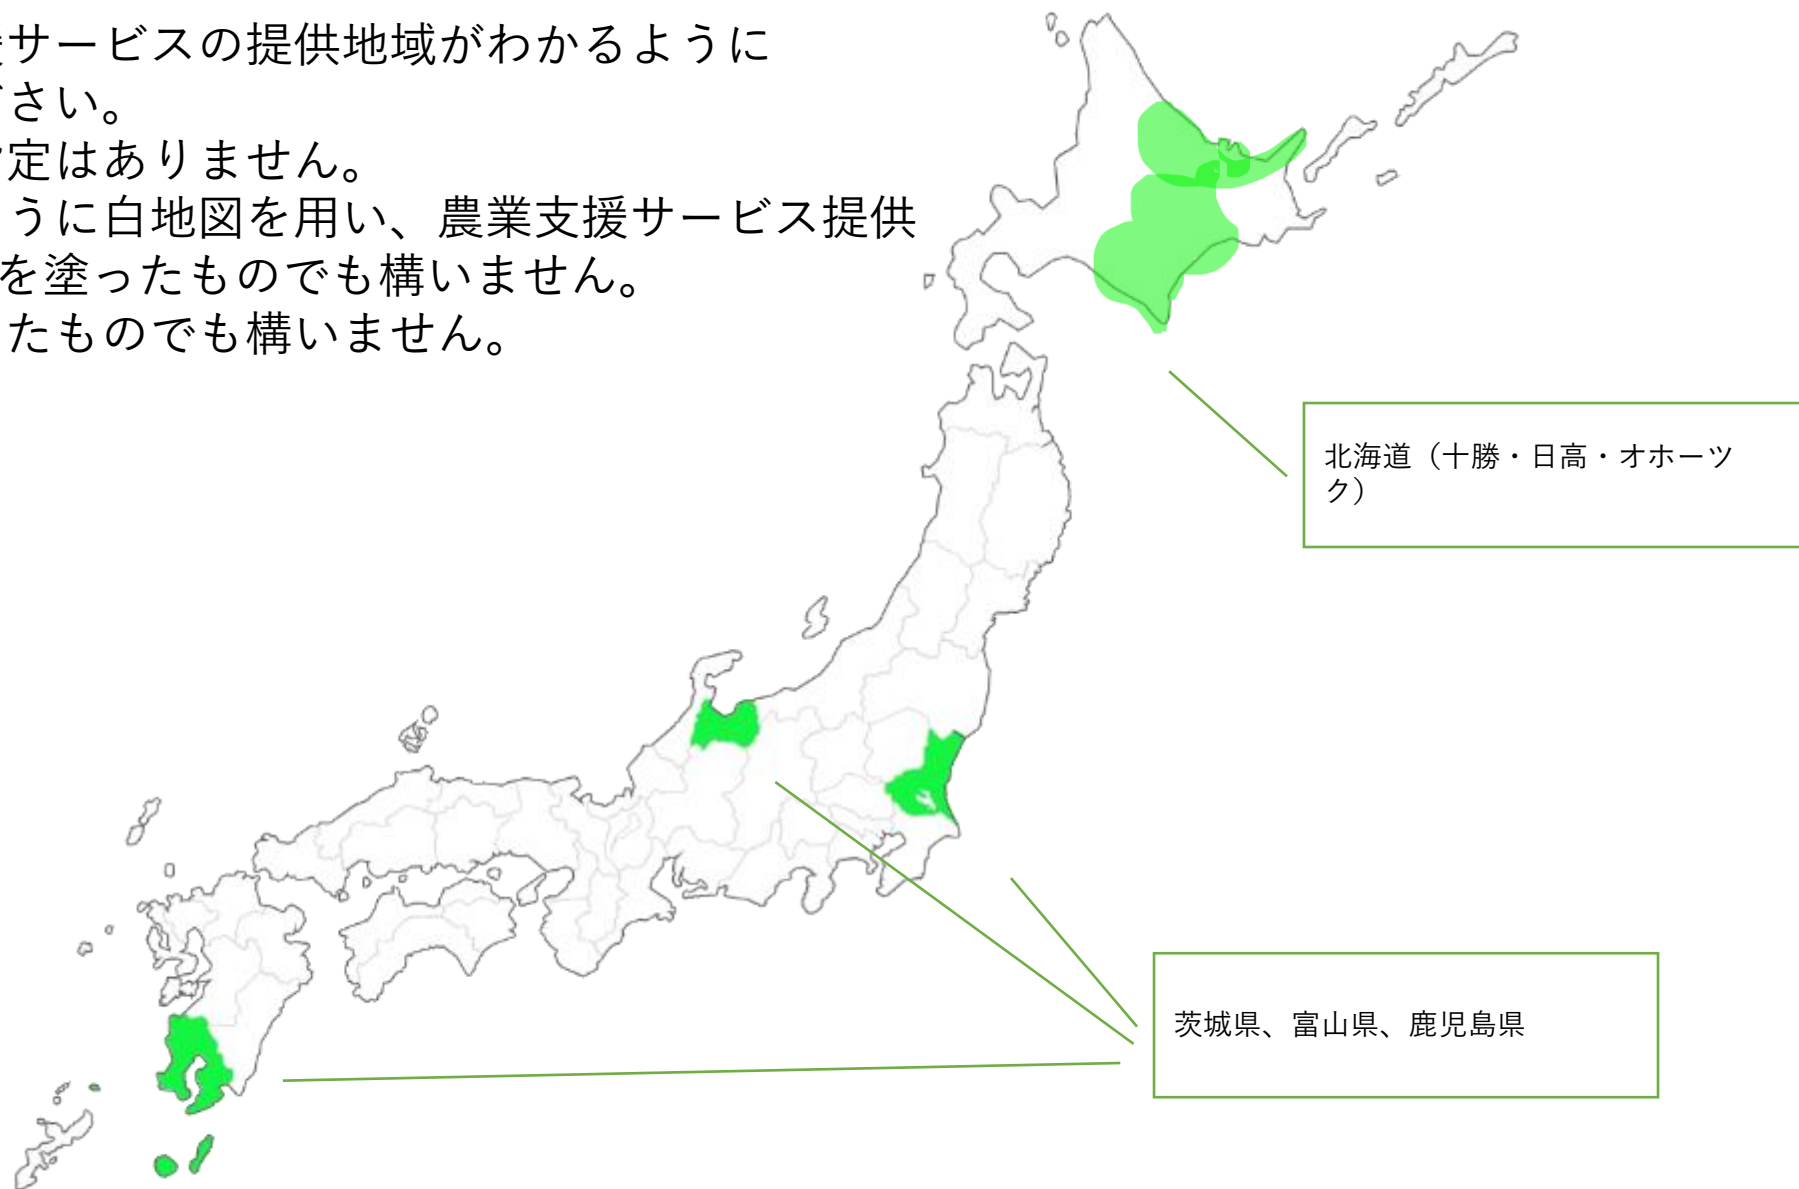 サービスの提供地域がわかるように
さい。
定はありません。
うに白地図を用い、農業支援サービス提供
を塗ったものでも構いません。
たものでも構いません。
北海道（十勝・日高・オホーツ
ク）
茨城県、富山県、鹿児島県